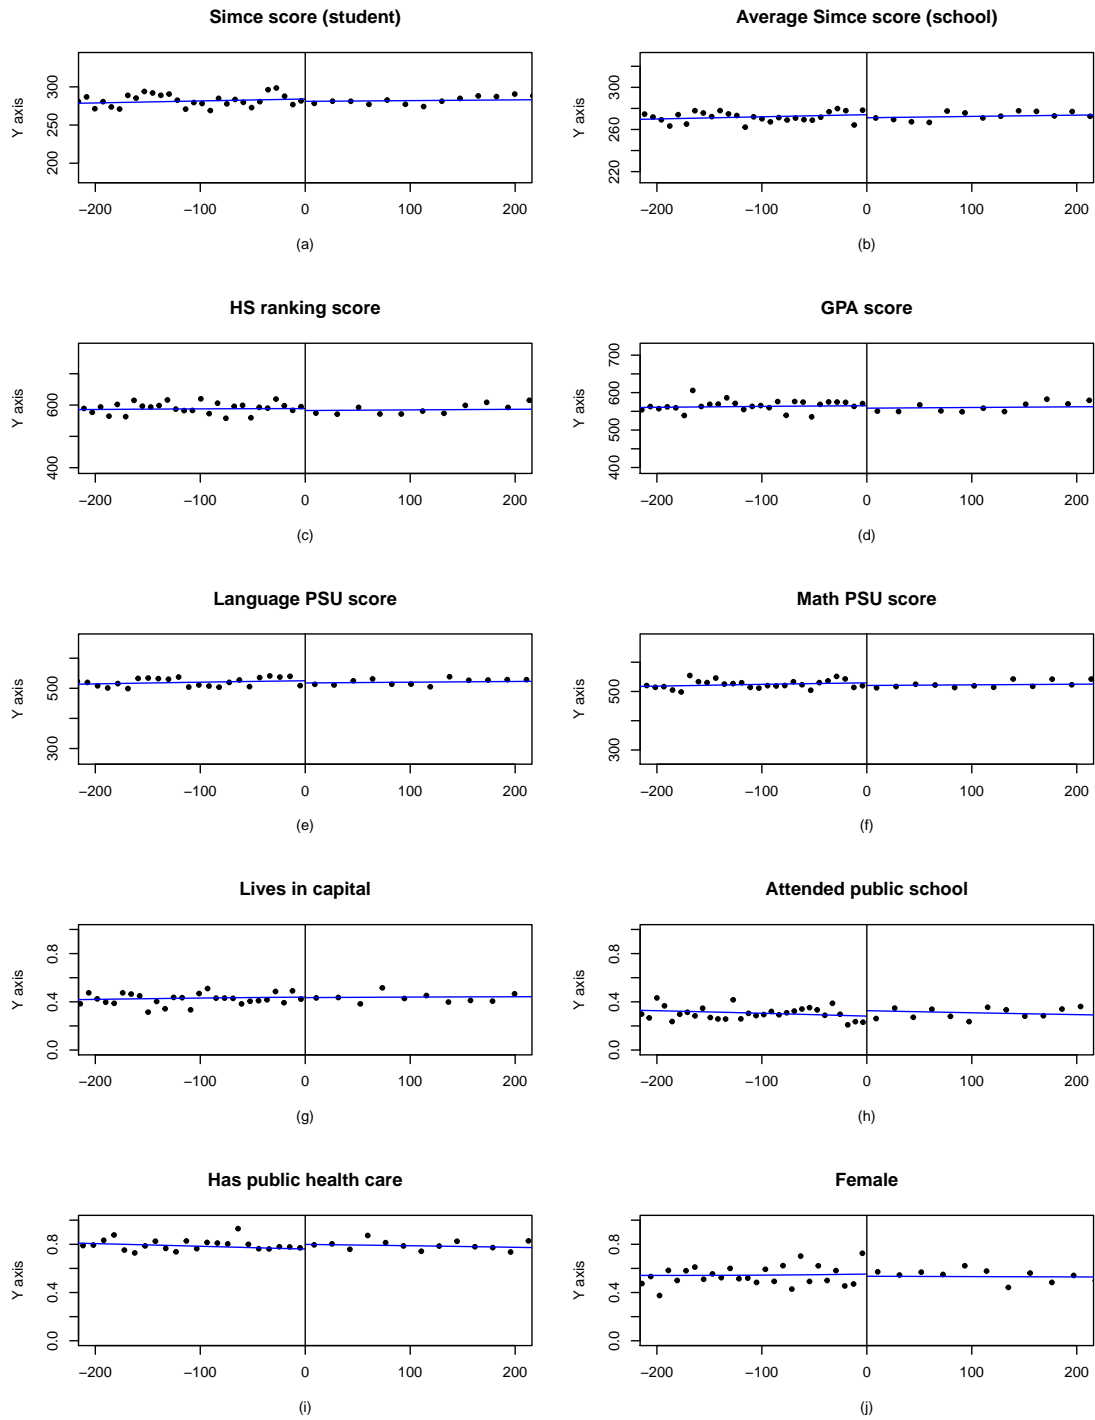 Simce score (student)
Y axis
200 250 300
−200 −100 0 100 200
(a)
Average Simce score (school)
Y axis
220 260 300
−200 −100 0 100 200
(b)
HS ranking score
Y axis
400 600
−200 −100 0 100 200
(c)
GPA score
Y axis
400 500 600 700
−200 −100 0 100 200
(d)
Language PSU score
Y axis
300 500
−200 −100 0 100 200
(e)
Math PSU score
Y axis
300 500
−200 −100 0 100 200
(f)
Lives in capital
Y axis
0.0 0.4 0.8
−200 −100 0 100 200
(g)
Attended public school
Y axis
0.0 0.4 0.8
−200 −100 0 100 200
(h)
Has public health care
Y axis
0.0 0.4 0.8
−200 −100 0 100 200
(i)
Female
Y axis
0.0 0.4 0.8
−200 −100 0 100 200
(j)